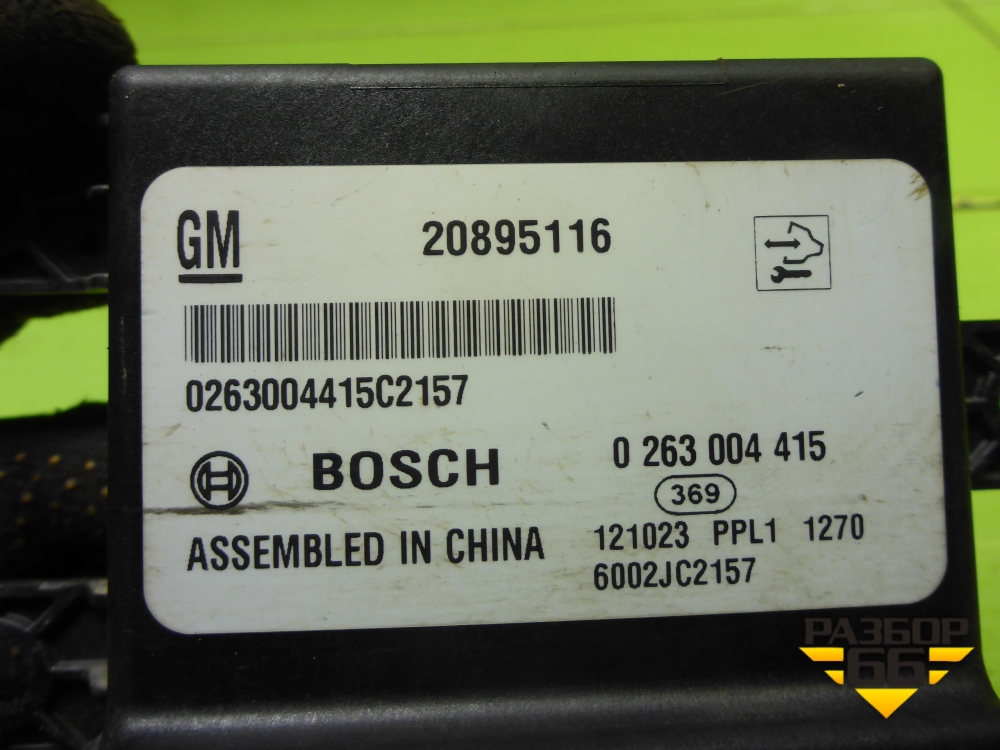 GM 20895116
0263004415C2157
BOSCH 0 263 004 415
369
ASSEMBLED IN CHINA 121023 PPL1 1270
6002JC2157
РАЗБОР
66